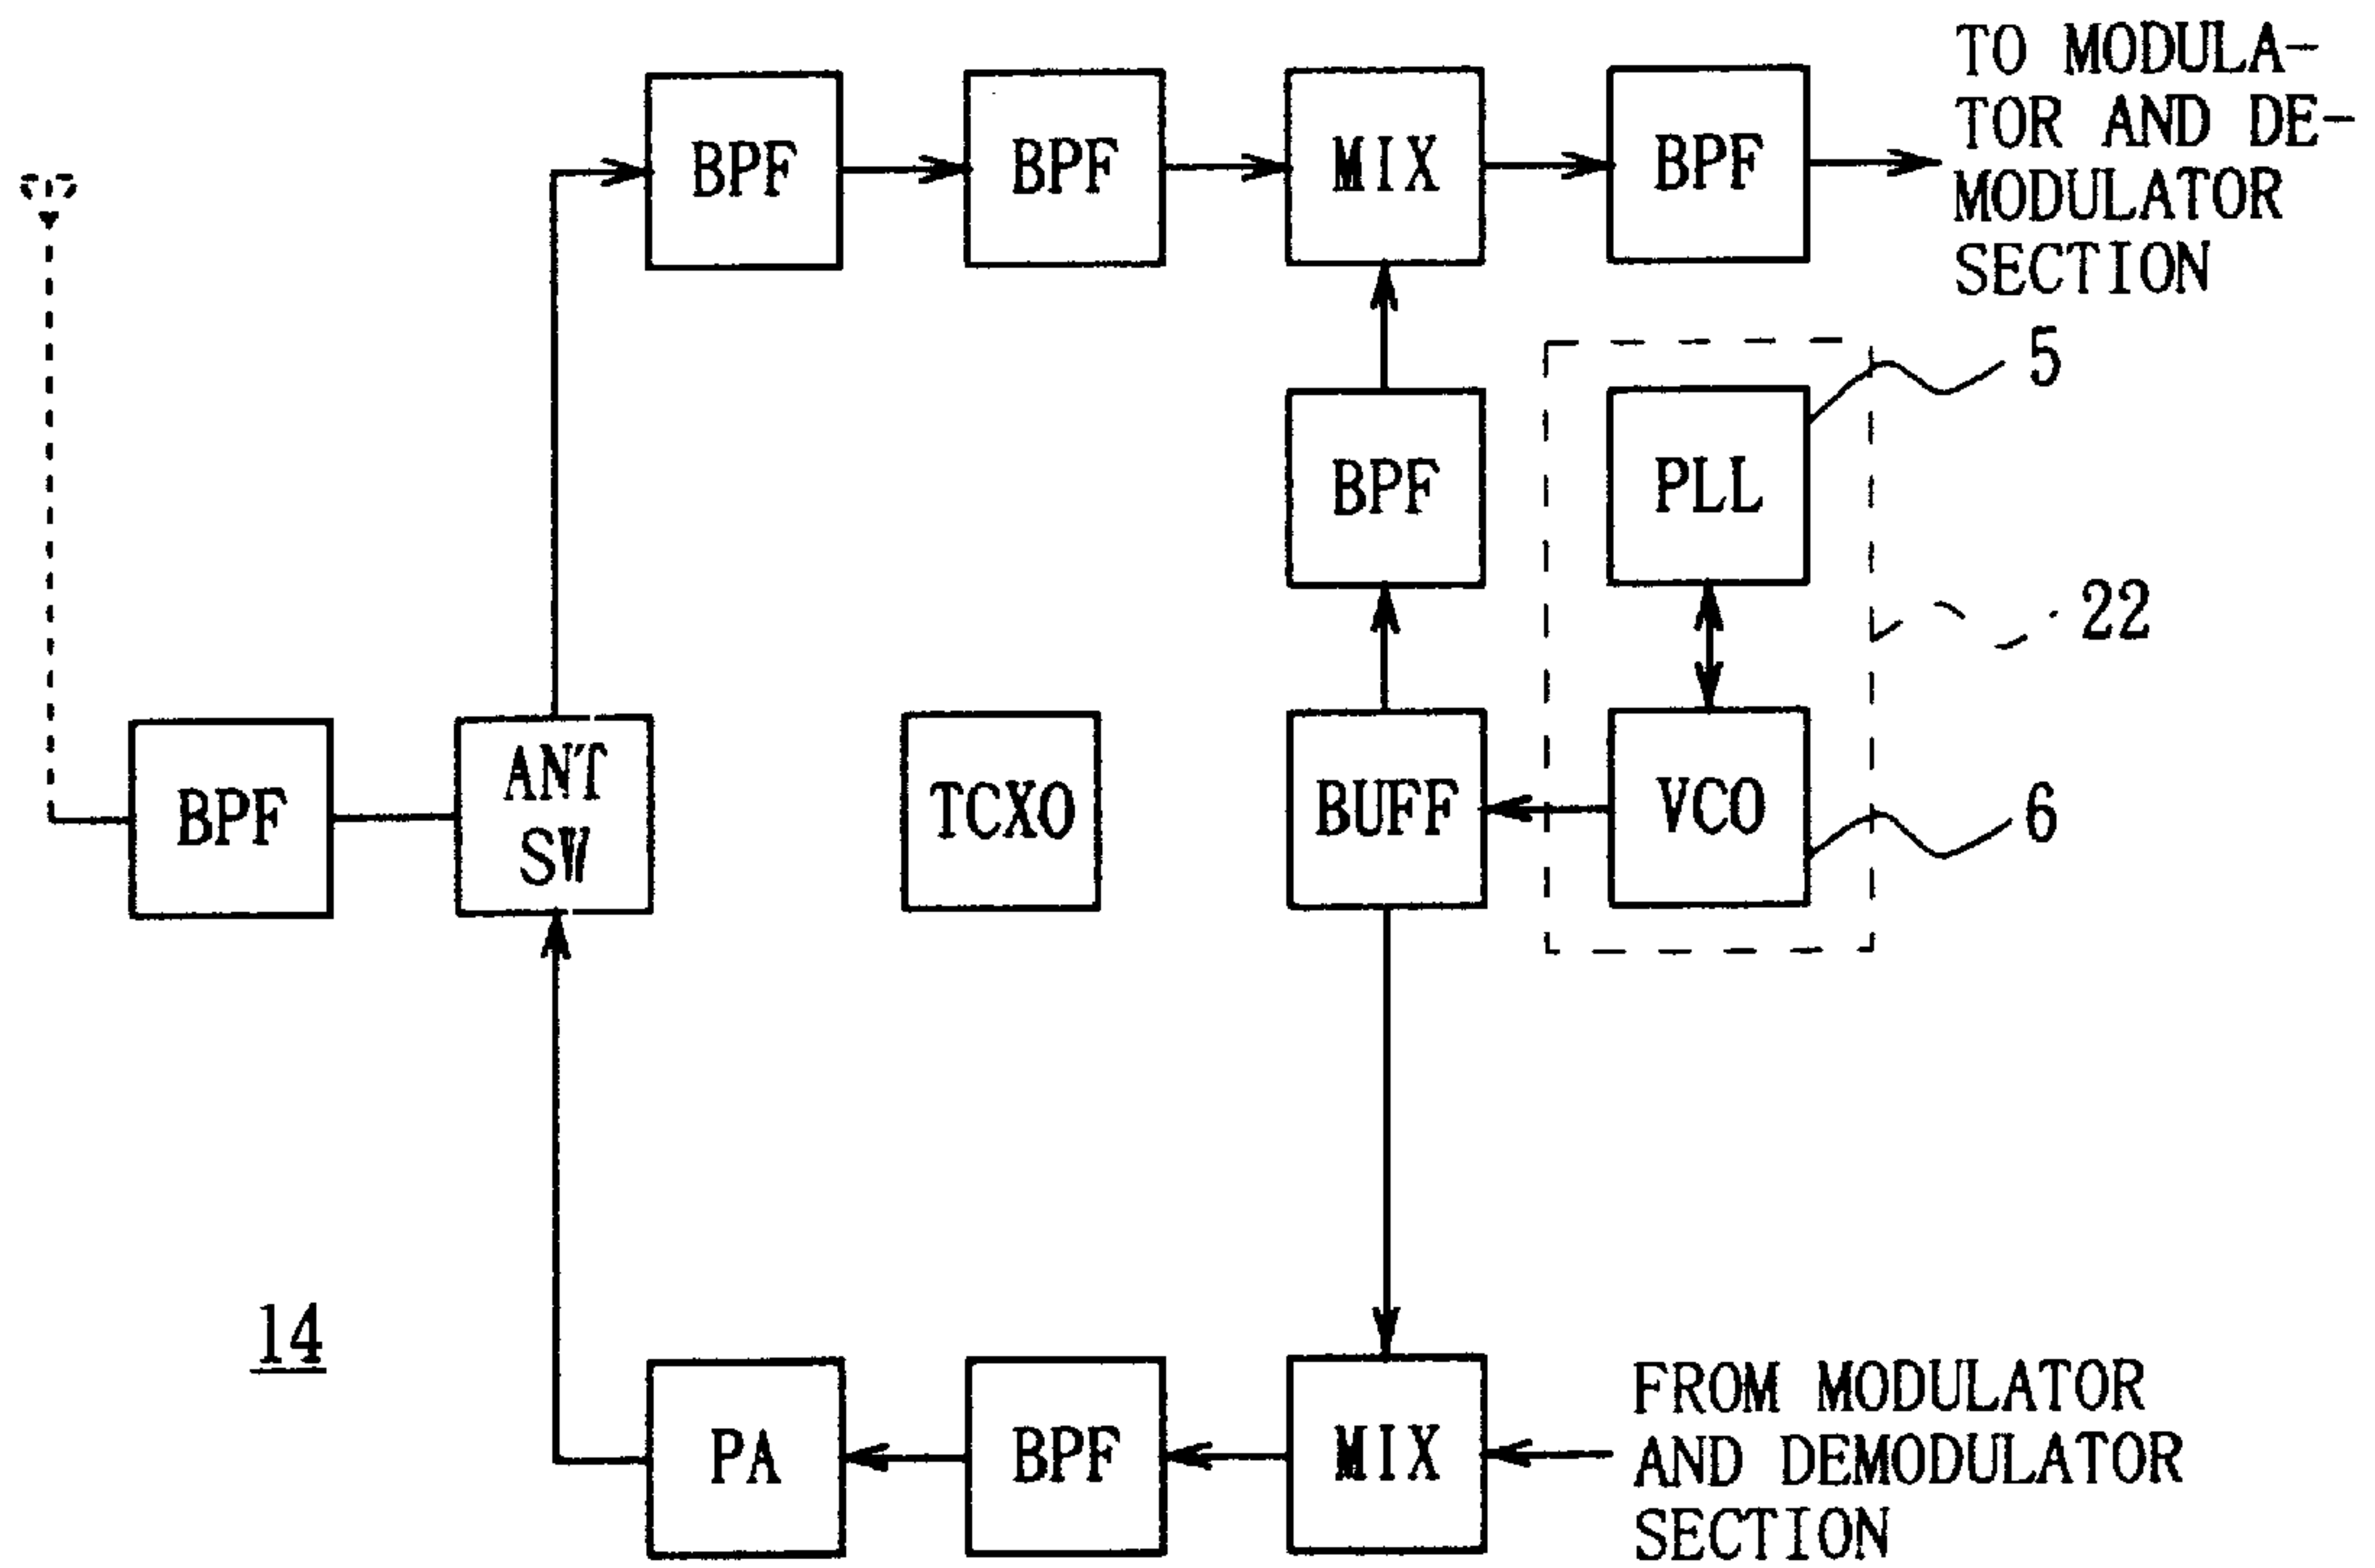 BPF
BPF
MIX
BPF
TO MODULA-
TOR AND DE-
MODULATOR
SECTION
5
BPF
PLL
22
BPF
ANT
SW
TCXO
BUFF
VCO
6
14
PA
BPF
MIX
FROM MODULATOR
AND DEMODULATOR
SECTION